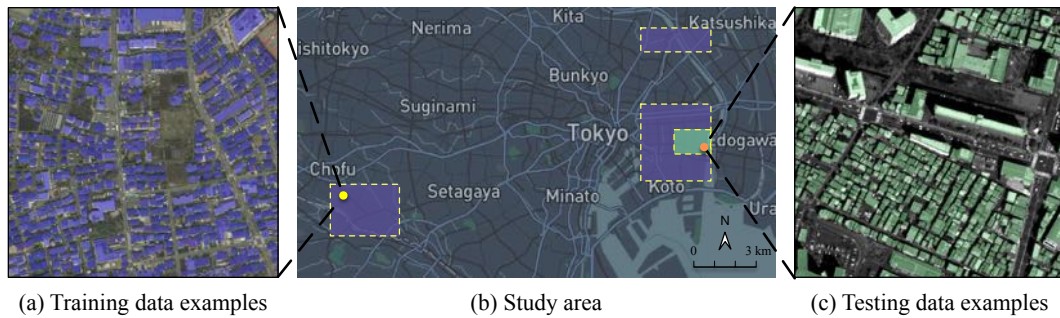 Nerima
Kita
Katsushika
ishitokyo
Bunkyo
Suginami
Tokyo
Edogawa
Chofu
Setagaya
Minato
Koto
Ura
N
0 3 km
(a) Training data examples
(b) Study area
(c) Testing data examples